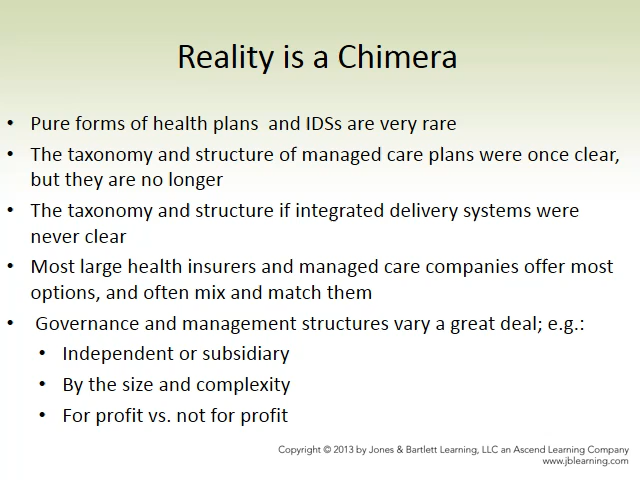 Reality is a Chimera
• Pure forms of health plans  and IDSs are very rare
• The taxonomy and structure of managed care plans were once clear,
but they are no longer
• The taxonomy and structure if integrated delivery systems were
never clear
• Most large health insurers and managed care companies offer most
options, and often mix and match them
• Governance and management structures vary a great deal; e.g.:
• Independent or subsidiary
• By the size and complexity
• For profit vs. not for profit
Copyright © 2013 by Jones & Bartlett Learning, LLC an Ascend Learning Company
www.jblearning.com